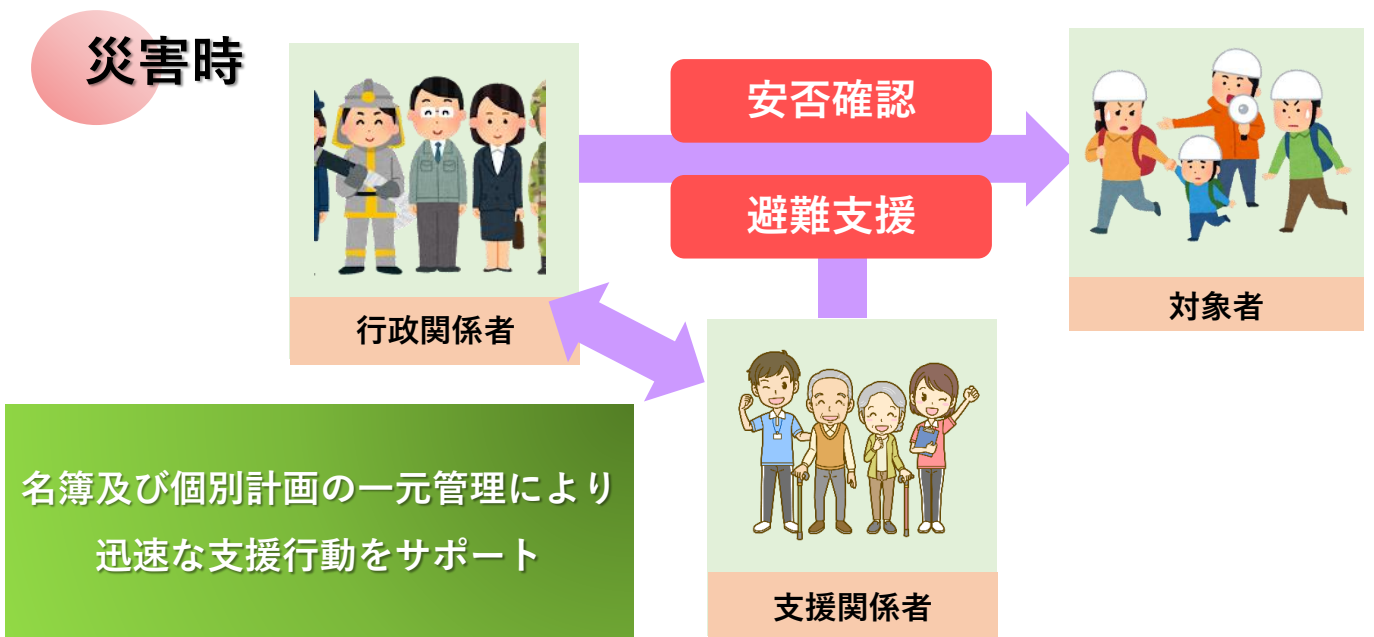 災害時
安否確認
避難支援
行政関係者
対象者
支援関係者
名簿及び個別計画の一元管理により
迅速な支援行動をサポート